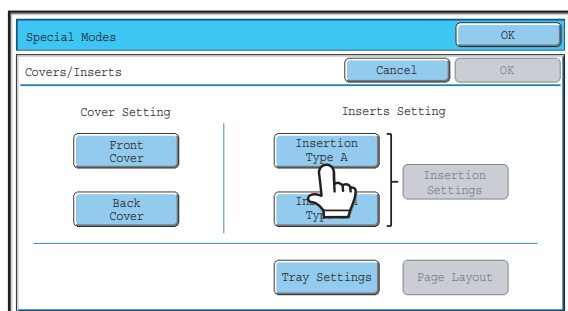 Special Modes
OK
Covers/Inserts
Cancel
OK
Cover Setting
Inserts Setting
Front
Cover
Insertion
Type A
Insertion
Settings
Back
Cover
Tray Settings
Page Layout